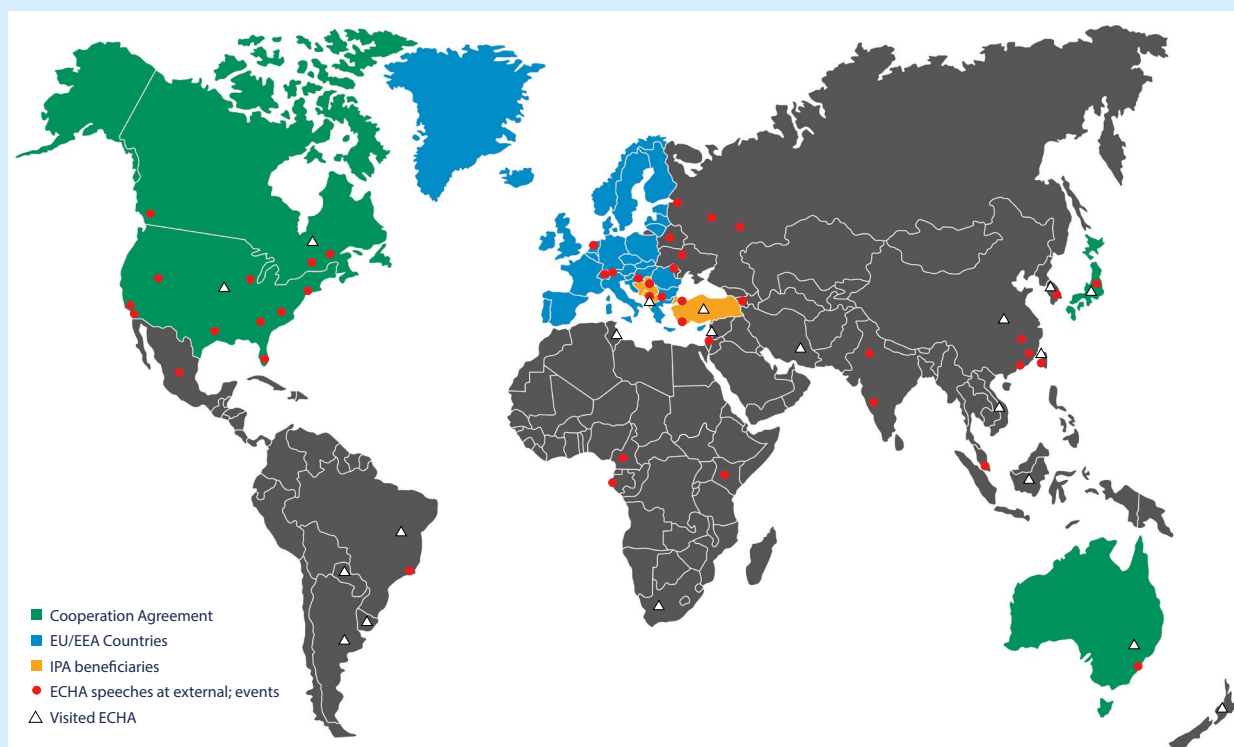 Cooperation Agreement
EU/EEA Countries
IPA beneficiaries
ECHA speeches at external; events
Visited ECHA